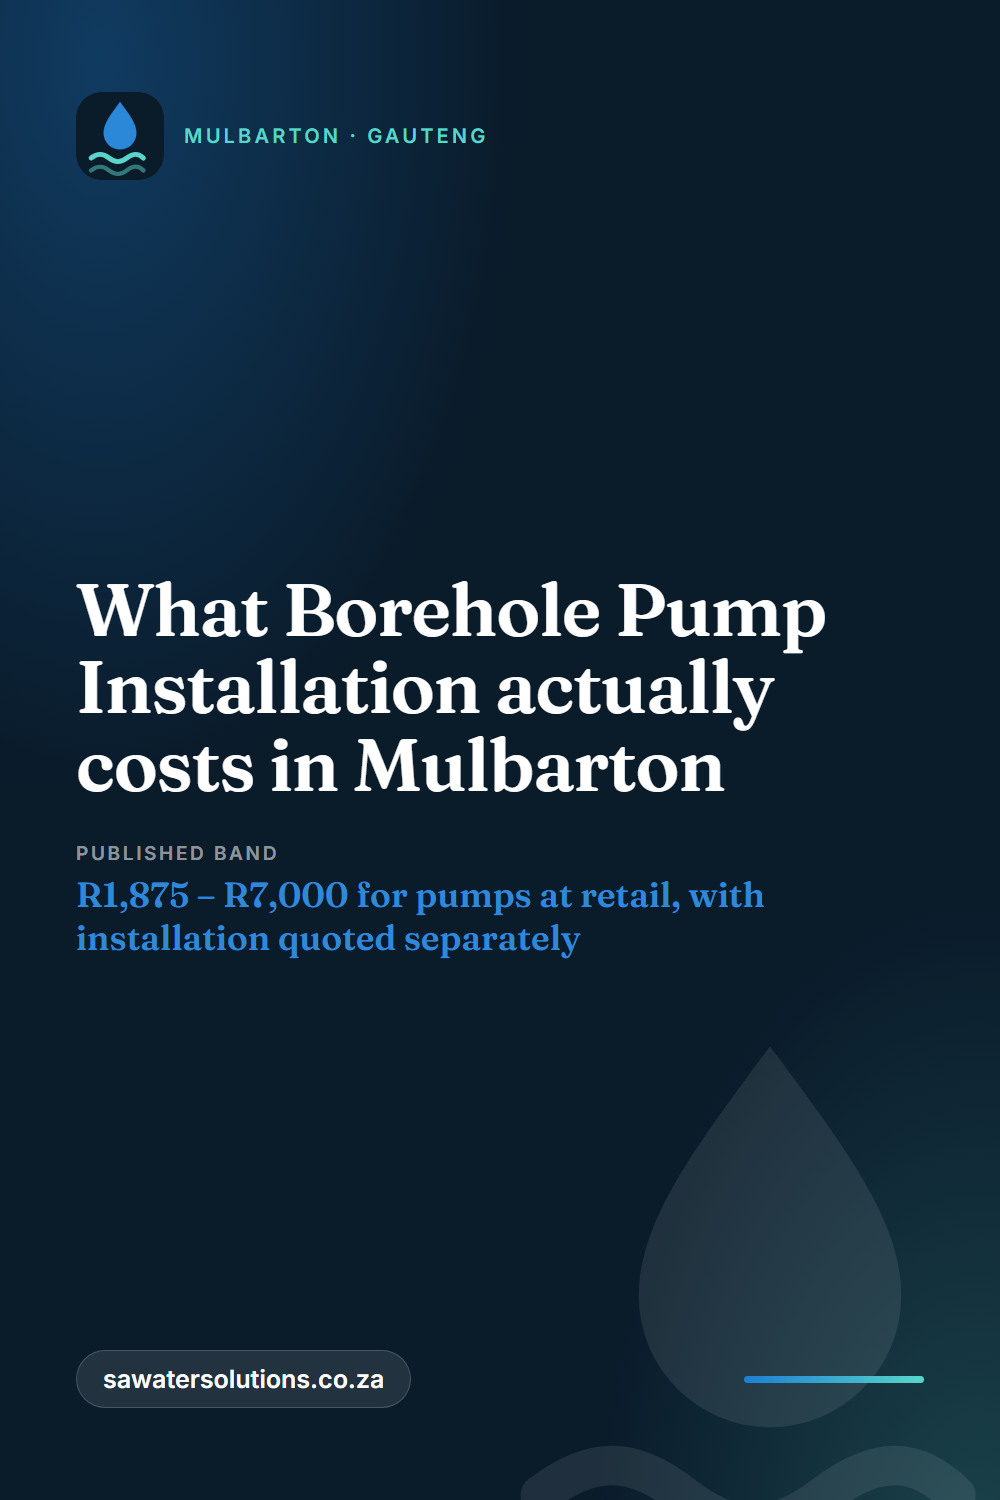 MULBARTON · GAUTENG
What Borehole Pump
Installation actually
costs in Mulbarton
PUBLISHED BAND
R1,875 – R7,000 for pumps at retail, with
installation quoted separately
sawatersolutions.co.za